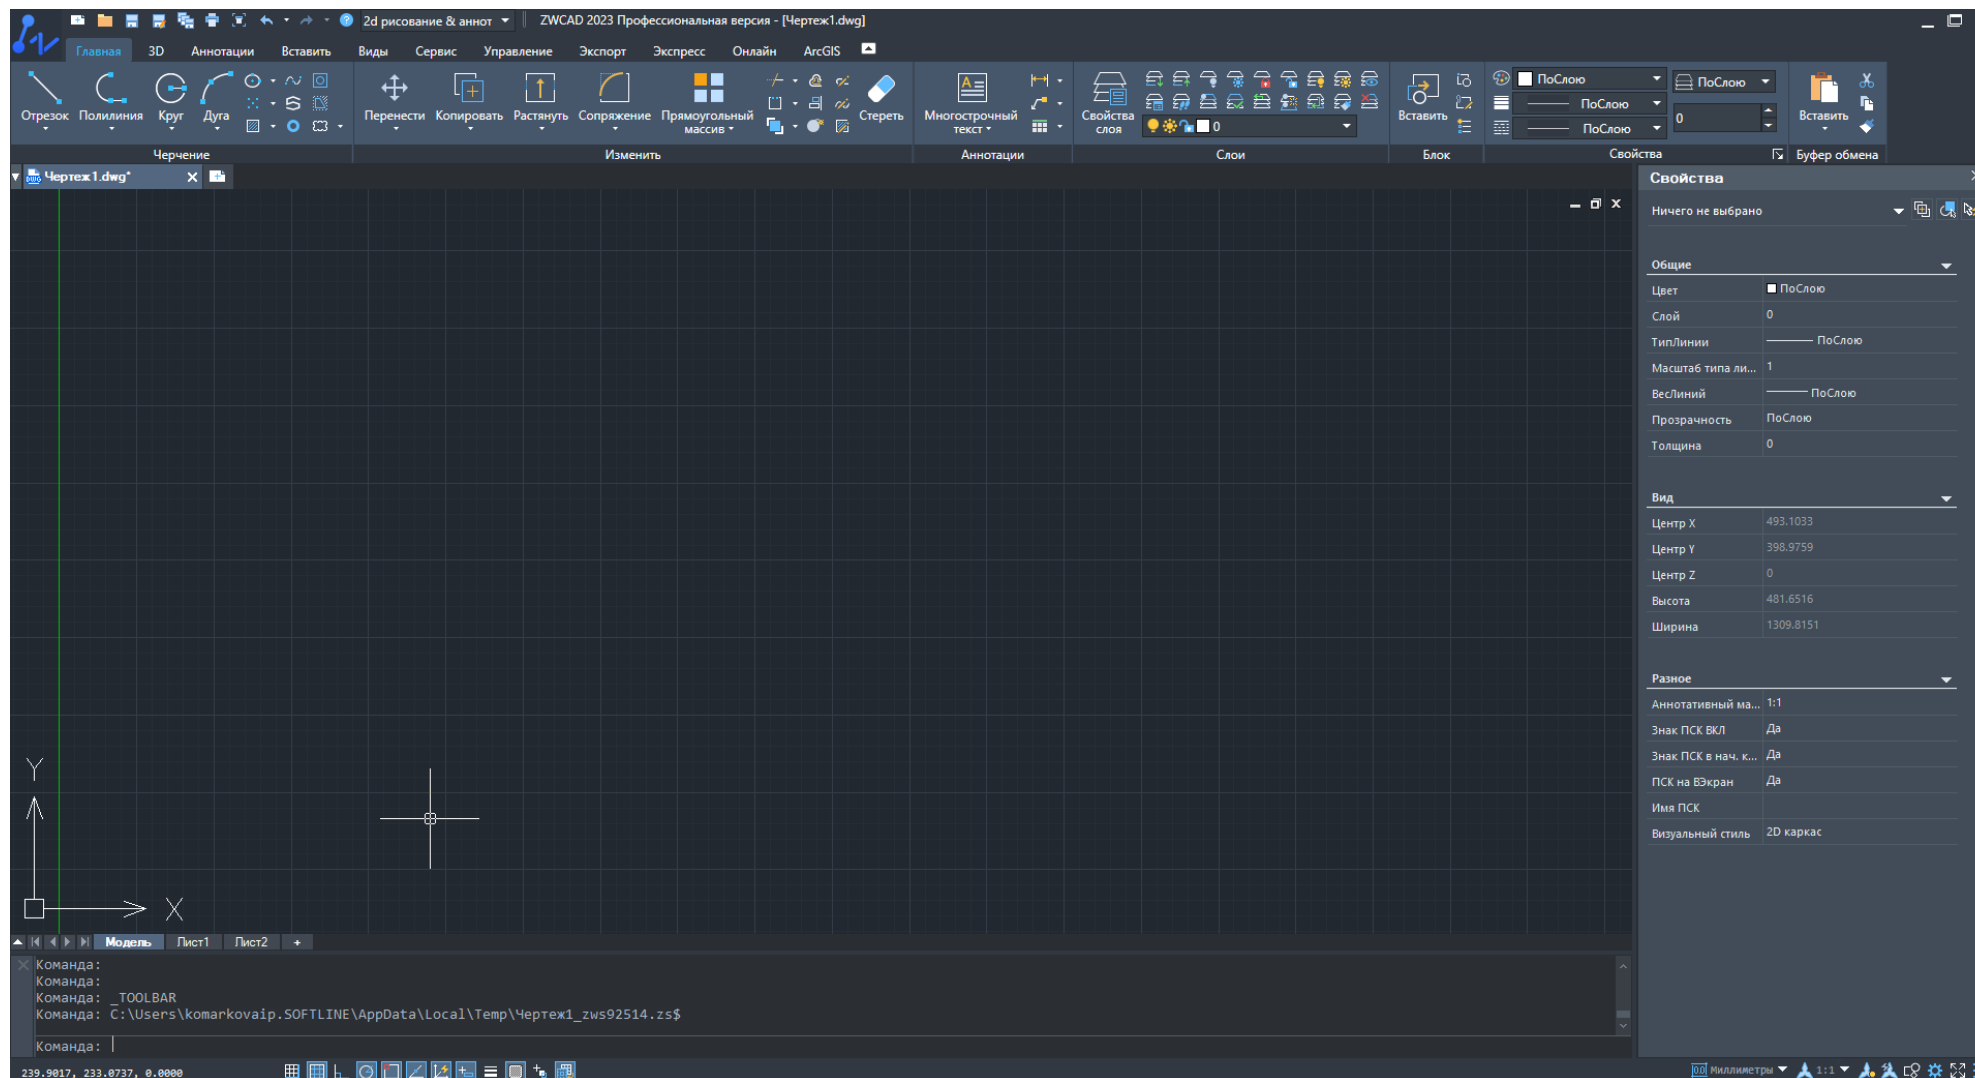 2d рисование & аннот
ZWCAD 2023 Профессиональная версия - [Чертеж1.dwg]
Главная 3D Аннотации Вставить Виды Сервис Управление Экспорт Экспресс Онлайн ArcGIS
Отрезок Полилиния Круг Дуга
Перенести Копировать Растянуть Сопряжение Прямоугольный массив Стереть
Многострочный текст
Свойства слоя
0
Вставить
ПоСлою
ПоСлою
ПоСлою
ПоСлою
0
Вставить
Черчение Изменить Аннотации Слои Блок Свойства Буфер обмена
Чертеж1.dwg*
Свойства
Ничего не выбрано
Общие
Цвет ПоСлою
Слой 0
ТипЛинии ПоСлою
Масштаб типа ли... 1
ВесЛиний ПоСлою
Прозрачность ПоСлою
Толщина 0
Вид
Центр X 493.1033
Центр Y 398.9759
Центр Z 0
Высота 481.6516
Ширина 1309.8151
Разное
Аннотативный ма... 1:1
Знак ПСК ВКЛ Да
Знак ПСК в нач. к... Да
ПСК на ВЭкран Да
Имя ПСК
Визуальный стиль 2D каркас
Y
X
Модель Лист1 Лист2 +
Команда:
Команда:
Команда: _TOOLBAR
Команда: C:\Users\komarkovaip.SOFTLINE\AppData\Local\Temp\Чертеж1_zws92514.zs$
Команда:
239.9017, 233.0737, 0.0000
Миллиметры 1:1